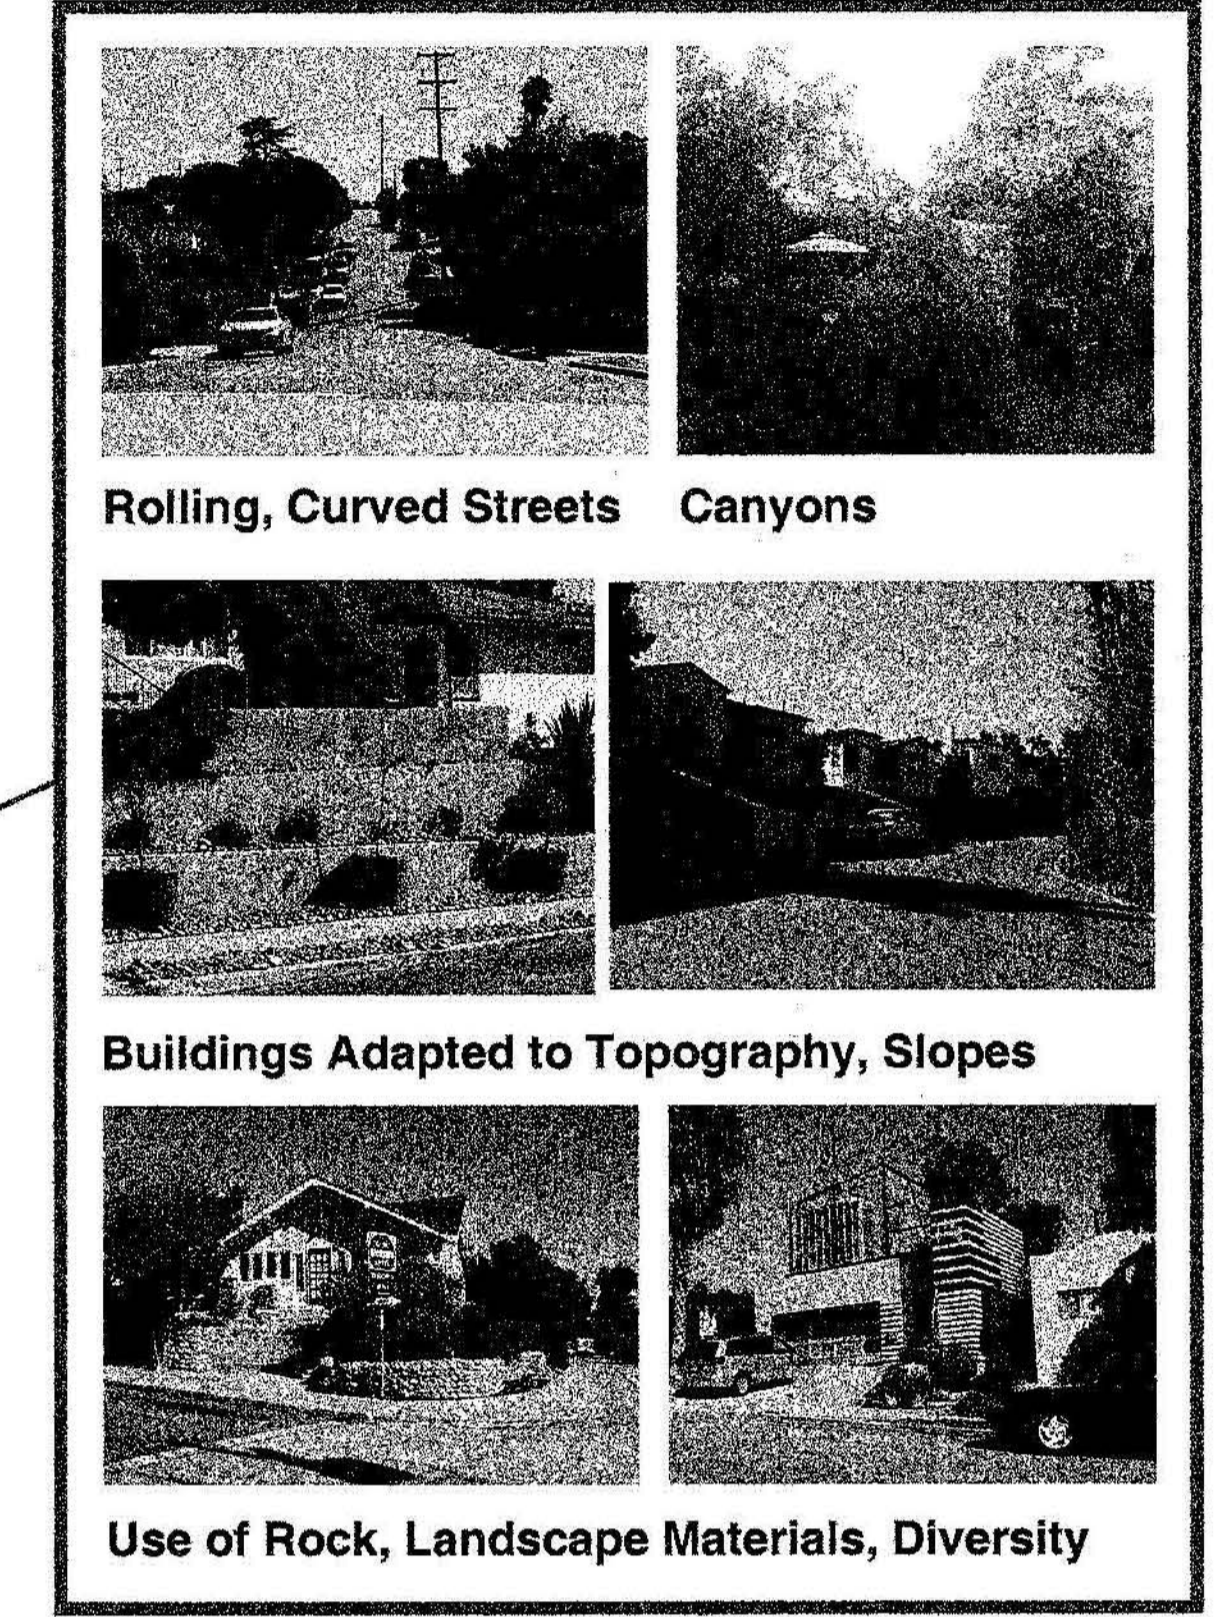 Rolling, Curved Streets
Canyons
Buildings Adapted to Topography, Slopes
Use of Rock, Landscape Materials, Diversity